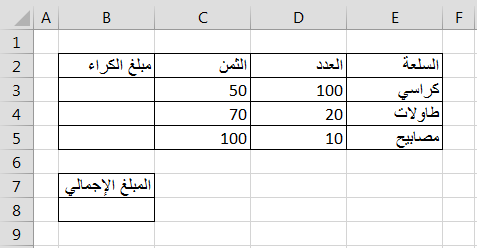 A B C D E F
1
2 السلعة العدد الثمن مبلغ الكراء
3 كراسي 100 50
4 طاولات 20 70
5 مصابيح 10 100
6
7 المبلغ الإجمالي
8
9